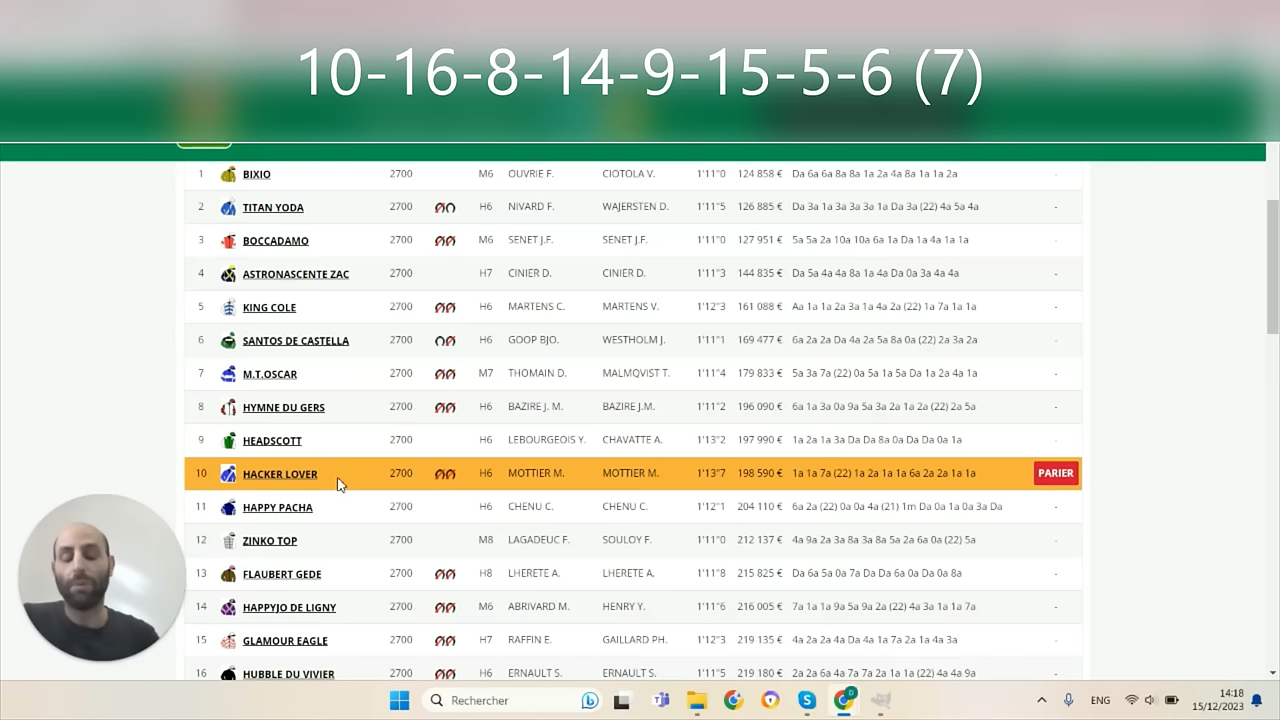 10-16-8-14-9-15-5-6 (7)
1 BIXIO 2700 M6 OUVRIE F. CIOTOLA V. 1'11"0 124 858 € Da 6a 6a 8a 8a 1a 2a 4a 8a 1a 1a 2a
2 TITAN YODA 2700 H6 NIVARD F. WAJERSTEN D. 1'11"5 126 885 € Da 3a 1a 3a 3a 3a 1a Da 3a (22) 4a 5a 4a -
3 BOCCADAMO 2700 M6 SENET J.F. SENET J.F. 1'11"0 127 951 € 5a 5a 2a 10a 10a 6a 1a Da 1a 4a 1a 1a -
4 ASTRONASCENTE ZAC 2700 H7 CINIER D. CINIER D. 1'11"3 144 835 € Da 5a 4a 4a 8a 1a 4a Da 0a 3a 4a 4a -
5 KING COLE 2700 H6 MARTENS C. MARTENS V. 1'12"3 161 088 € Aa 1a 1a 2a 3a 1a 4a 2a (22) 1a 7a 1a 1a -
6 SANTOS DE CASTELLA 2700 H6 GOOP BJO. WESTHOLM J. 1'11"1 169 477 € 6a 2a 2a Da 4a 2a 5a 8a 0a (22) 2a 3a 2a -
7 M.T.OSCAR 2700 M7 THOMAIN D. MALMQVIST T. 1'11"4 179 833 € 5a 3a 7a (22) 0a 5a 1a 5a Da 1a 2a 4a 1a -
8 HYMNE DU GERS 2700 H6 BAZIRE J. M. BAZIRE J.M. 1'11"2 196 090 € 6a 1a 3a 0a 9a 5a 3a 2a 1a 2a (22) 2a 5a -
9 HEADSCOTT 2700 H6 LEBOURGEOIS Y. CHAVATTE A. 1'13"2 197 990 € 1a 2a 1a 3a Da Da 8a 0a Da Da 0a 1a -
10 HACKER LOVER 2700 H6 MOTTIER M. MOTTIER M. 1'13"7 198 590 € 1a 1a 7a (22) 1a 2a 1a 1a 6a 2a 2a 1a 1a PARIER
11 HAPPY PACHA 2700 H6 CHENU C. CHENU C. 1'12"1 204 110 € 6a 2a (22) 0a 0a 4a (21) 1m Da 0a 1a 0a 3a Da -
12 ZINKO TOP 2700 M8 LAGADEUC F. SOULOY F. 1'11"0 212 137 € 4a 9a 2a 3a 8a 3a 8a 5a 2a 6a 0a (22) 5a
13 FLAUBERT GEDE 2700 H8 LHERETE A. LHERETE A. 1'11"8 215 825 € Da 6a 5a 0a 7a Da Da 6a 0a Da 0a 8a -
14 HAPPYJO DE LIGNY 2700 M6 ABRIVARD M. HENRY Y. 1'11"6 216 005 € 7a 1a 1a 9a 5a 9a 2a (22) 4a 3a 1a 1a 7a -
15 GLAMOUR EAGLE 2700 H7 RAFFIN E. GAILLARD PH. 1'12"3 219 135 € 4a 2a 2a 4a Da 4a 1a 7a 2a 1a 4a 3a -
16 HUBBLE DU VIVIER 2700 H6 ERNAULT S. ERNAULT S. 1'11"5 219 180 € 2a 2a 6a 4a 7a 7a 2a 1a 1a (22) 4a 4a 9a -
Rechercher
ENG
14:18
15/12/2023